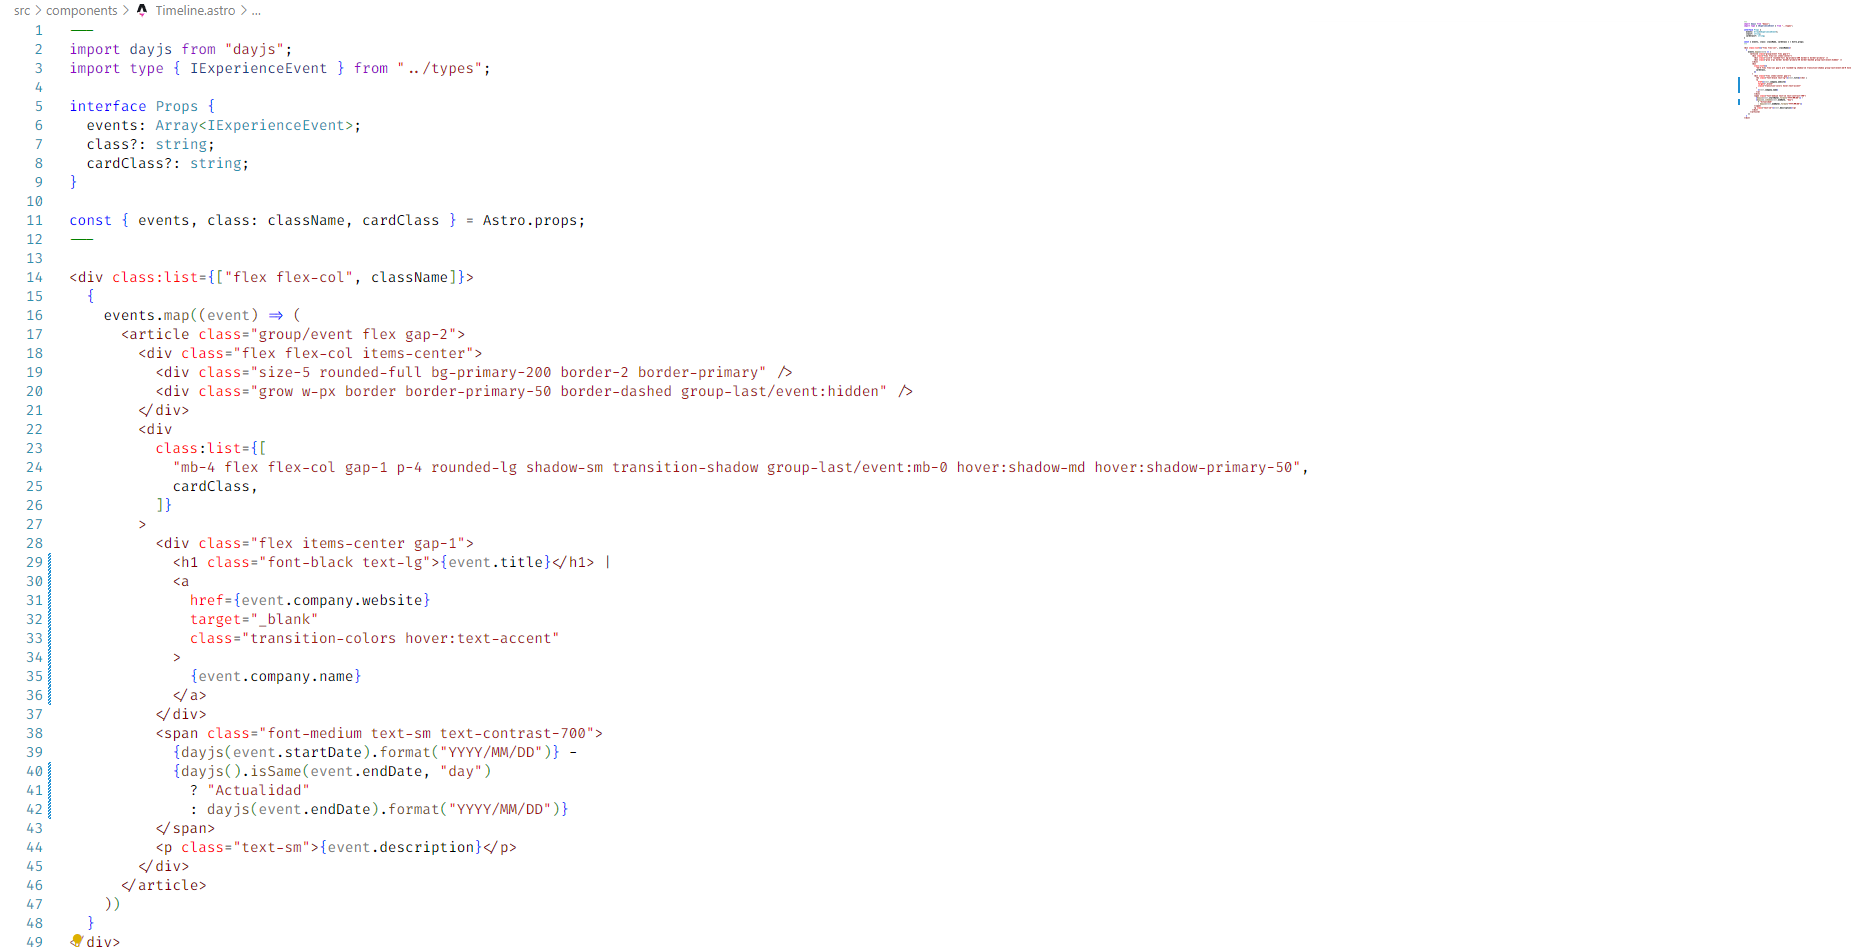 src > components > Timeline.astro > ...
1 ---
2 import dayjs from "dayjs";
3 import type { IExperienceEvent } from "../types";
4
5 interface Props {
6   events: Array<IExperienceEvent>;
7   class?: string;
8   cardClass?: string;
9 }
10
11 const { events, class: className, cardClass } = Astro.props;
12 ---
13
14 <div class:list={["flex flex-col", className]}>
15   {
16     events.map((event) => (
17       <article class="group/event flex gap-2">
18         <div class="flex flex-col items-center">
19           <div class="size-5 rounded-full bg-primary-200 border-2 border-primary" />
20           <div class="grow w-px border border-primary-50 border-dashed group-last/event:hidden" />
21         </div>
22         <div
23           class:list={[
24             "mb-4 flex flex-col gap-1 p-4 rounded-lg shadow-sm transition-shadow group-last/event:mb-0 hover:shadow-md hover:shadow-primary-50",
25             cardClass,
26           ]}
27         >
28           <div class="flex items-center gap-1">
29             <h1 class="font-black text-lg">{event.title}</h1> |
30             <a
31               href={event.company.website}
32               target="_blank"
33               class="transition-colors hover:text-accent"
34             >
35               {event.company.name}
36             </a>
37           </div>
38           <span class="font-medium text-sm text-contrast-700">
39             {dayjs(event.startDate).format("YYYY/MM/DD")} -
40             {dayjs().isSame(event.endDate, "day")
41               ? "Actualidad"
42               : dayjs(event.endDate).format("YYYY/MM/DD")}
43           </span>
44           <p class="text-sm">{event.description}</p>
45         </div>
46       </article>
47     ))
48   }
49 </div>